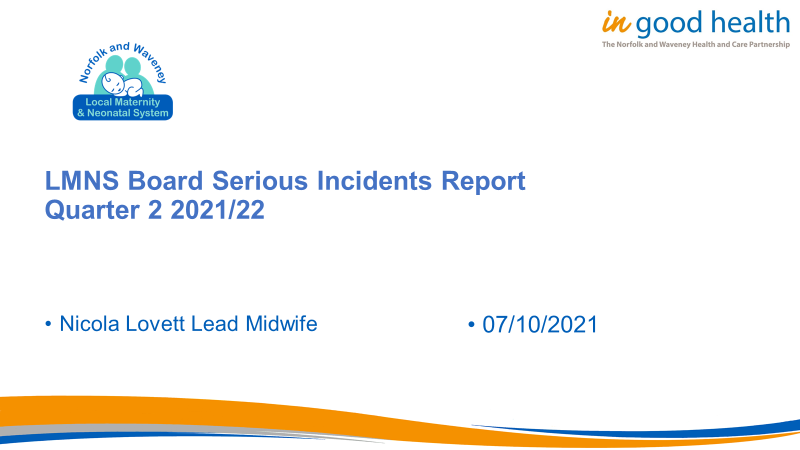 in good health
The Norfolk and Waveney Health and Care Partnership
Norfolk and Waveney
Local Maternity
& Neonatal System
LMNS Board Serious Incidents Report
Quarter 2 2021/22
• Nicola Lovett Lead Midwife
• 07/10/2021